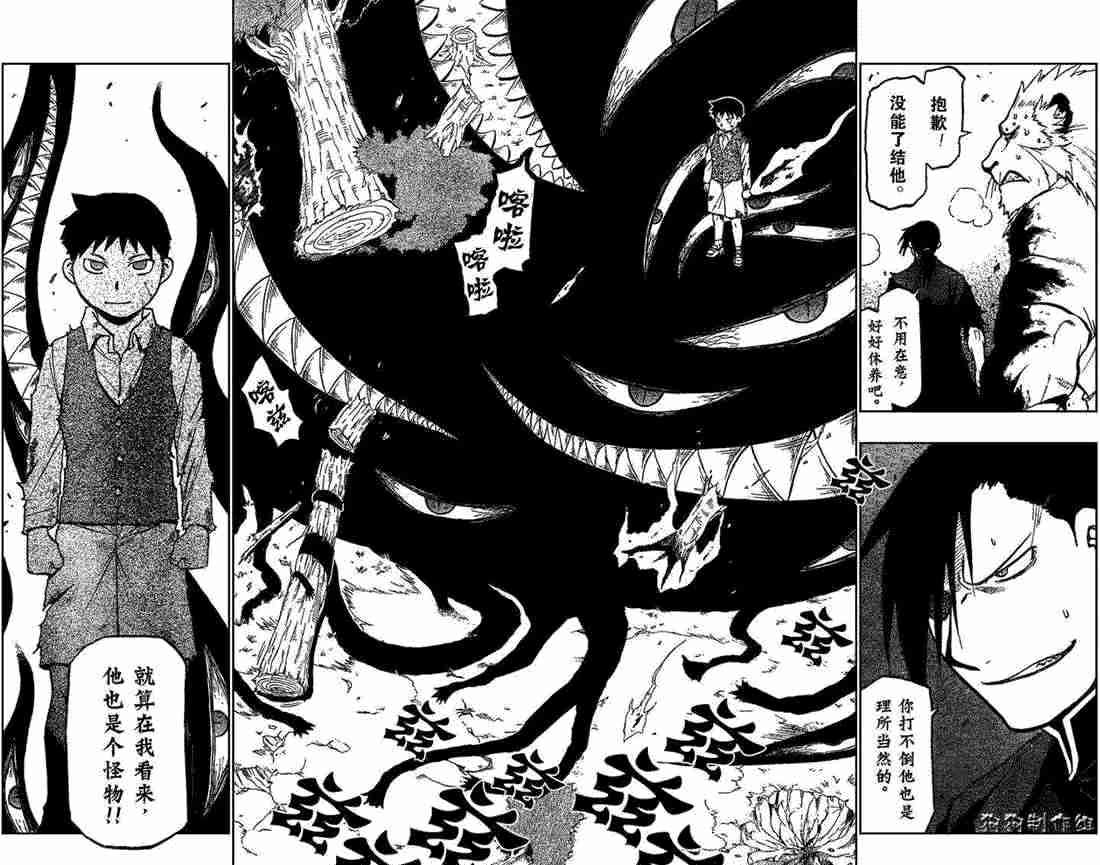 抱歉！
没能了结他。
不用在意，
好好休养吧。
你打不倒他也是
理所当然的。
喀啦
喀啦
喀兹
兹
兹
兹
兹
兹
兹
兹
兹
兹
就算在我看来，
他也是个怪物!!